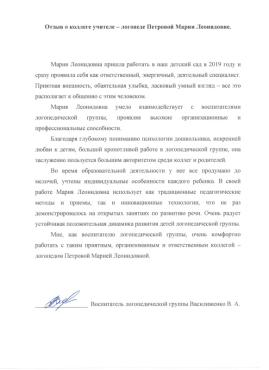 Отзыв о коллеге учителе – логопеде Петровой Марии Леонидовне.
Мария Леонидовна пришла работать в наш детский сад в 2019 году и
сразу проявила себя как ответственный, энергичный, деятельный специалист.
Приятная внешность, обаятельная улыбка, ласковый умный взгляд – все это
располагает к общению с этим человеком.
Мария Леонидовна умело взаимодействует с воспитателями
логопедической группы, проявляя высокие организационные и
профессиональные способности.
Благодаря глубокому пониманию психологии дошкольника, искренней
любви к детям, большой кропотливой работе в логопедической группе, она
заслуженно пользуется большим авторитетом среди коллег и родителей.
Во время образовательной деятельности у нее все продумано до
мелочей, учтены индивидуальные особенности каждого ребенка. В своей
работе Мария Леонидовна использует как традиционные педагогические
методы и приемы, так и инновационные технологии, что не раз
демонстрировалось на открытых занятиях по развитию речи. Очень радует
устойчивая положительная динамика развития детей логопедической группы.
Мне, как воспитателю логопедической группы, очень комфортно
работать с таким приятным, организованным и ответственным коллегой –
логопедом Петровой Марией Леонидовной.
Воспитатель логопедической группы Василиженко В. А.